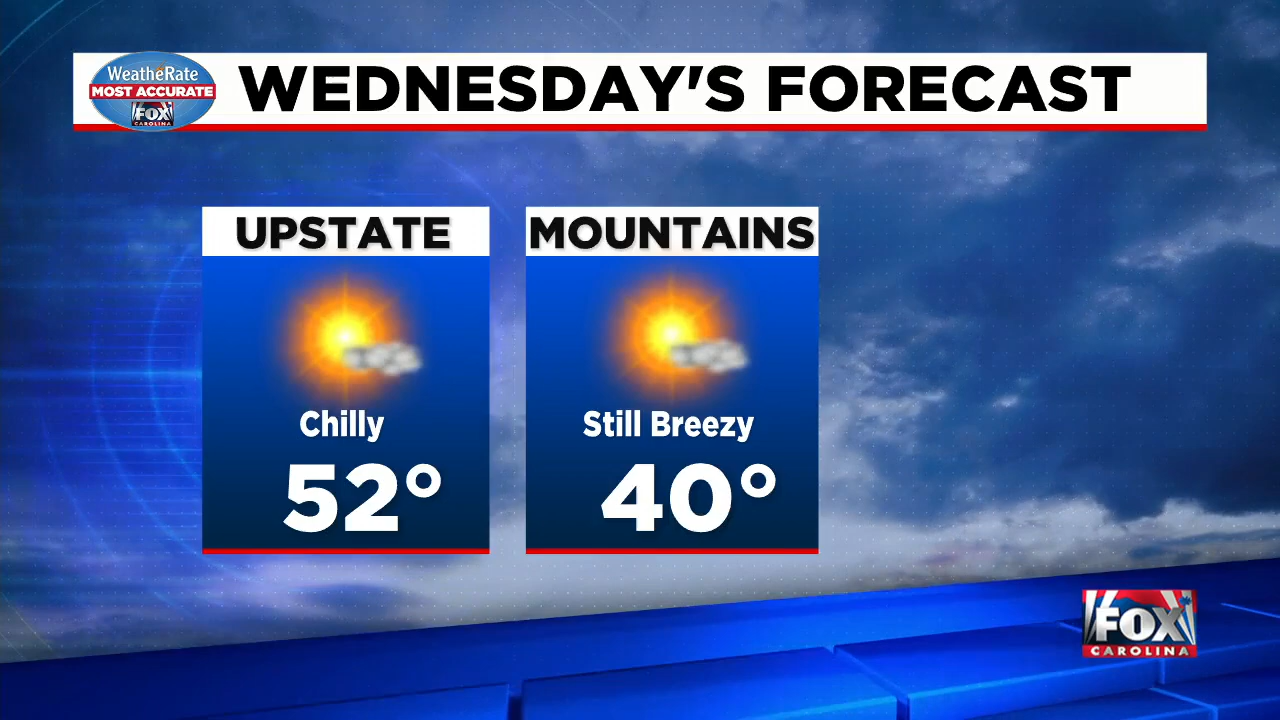 WeatheRate
MOST ACCURATE
FOX
CAROLINA
WEDNESDAY'S FORECAST
UPSTATE
Chilly
52°
MOUNTAINS
Still Breezy
40°
FOX
CAROLINA